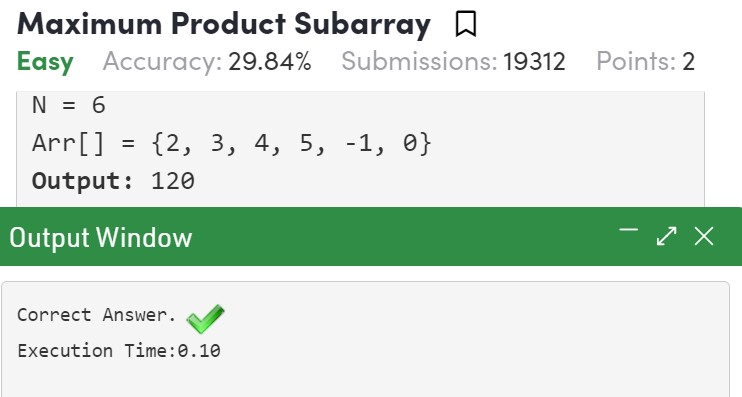 Maximum Product Subarray
Easy Accuracy: 29.84% Submissions: 19312 Points: 2
N = 6
Arr[] = {2, 3, 4, 5, -1, 0}
Output: 120
Output Window
Correct Answer.
Execution Time:0.10